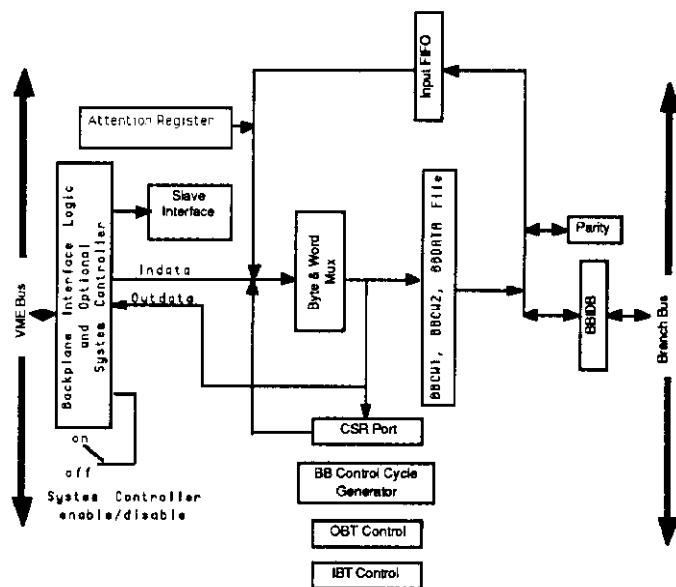 Input FIFO
Attention Register
Slave
Interface
Backplane Interface Logic
and Optional
System Controller
Indata
Outdata
Byte & Word
Mux
BBCW1, BBCW2, BBDATA File
Parity
BBIDB
VME Bus
Branch Bus
CSR Port
on
off
System Controller
enable/disable
BB Control Cycle
Generator
OBT Control
IBT Control